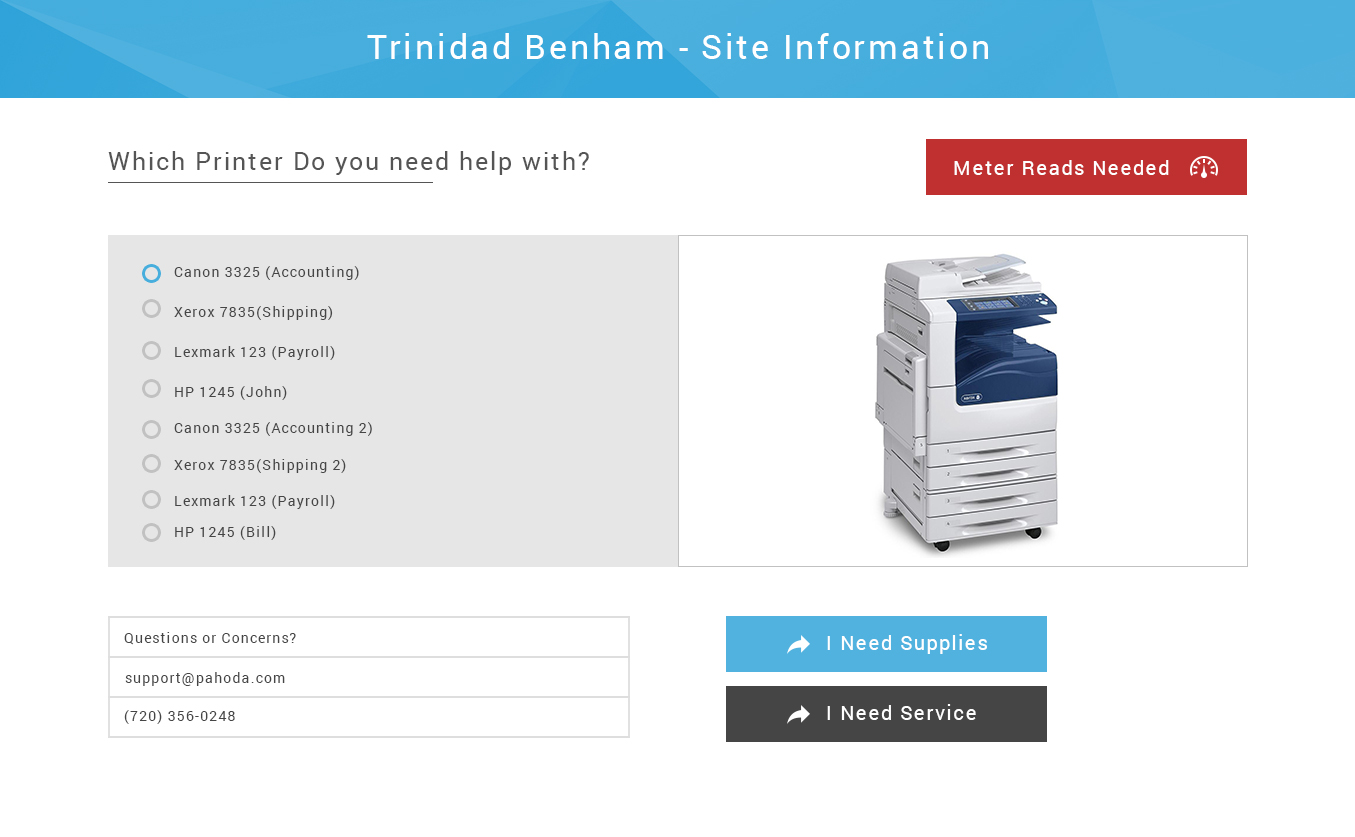 Trinidad Benham - Site Information
Which Printer Do you need help with?
Meter Reads Needed
Canon 3325 (Accounting)
Xerox 7835(Shipping)
Lexmark 123 (Payroll)
HP 1245 (John)
Canon 3325 (Accounting 2)
Xerox 7835(Shipping 2)
Lexmark 123 (Payroll)
HP 1245 (Bill)
Questions or Concerns?
support@pahoda.com
(720) 356-0248
I Need Supplies
I Need Service